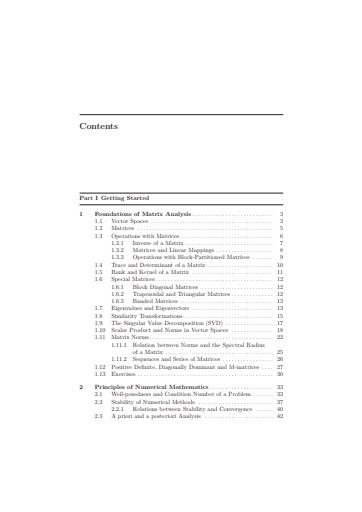 Contents
Part I Getting Started
1 Foundations of Matrix Analysis . . . . . . . . . . . . . . . . . . . . . . . . . . 3
1.1 Vector Spaces . . . . . . . . . . . . . . . . . . . . . . . . . . . . . . . . . . . . . . . 3
1.2 Matrices . . . . . . . . . . . . . . . . . . . . . . . . . . . . . . . . . . . . . . . . . . . 5
1.3 Operations with Matrices . . . . . . . . . . . . . . . . . . . . . . . . . . . . . 6
1.3.1 Inverse of a Matrix . . . . . . . . . . . . . . . . . . . . . . . . . . . . 7
1.3.2 Matrices and Linear Mappings . . . . . . . . . . . . . . . . . . 8
1.3.3 Operations with Block-Partitioned Matrices . . . . . . . 9
1.4 Trace and Determinant of a Matrix . . . . . . . . . . . . . . . . . . . . . 10
1.5 Rank and Kernel of a Matrix . . . . . . . . . . . . . . . . . . . . . . . . . . 11
1.6 Special Matrices . . . . . . . . . . . . . . . . . . . . . . . . . . . . . . . . . . . . . 12
1.6.1 Block Diagonal Matrices . . . . . . . . . . . . . . . . . . . . . . . 12
1.6.2 Trapezoidal and Triangular Matrices . . . . . . . . . . . . . 12
1.6.3 Banded Matrices . . . . . . . . . . . . . . . . . . . . . . . . . . . . . 13
1.7 Eigenvalues and Eigenvectors . . . . . . . . . . . . . . . . . . . . . . . . . . 13
1.8 Similarity Transformations . . . . . . . . . . . . . . . . . . . . . . . . . . . . 15
1.9 The Singular Value Decomposition (SVD) . . . . . . . . . . . . . . . . 17
1.10 Scalar Product and Norms in Vector Spaces . . . . . . . . . . . . . . 18
1.11 Matrix Norms . . . . . . . . . . . . . . . . . . . . . . . . . . . . . . . . . . . . . . . 22
1.11.1 Relation between Norms and the Spectral Radius
of a Matrix . . . . . . . . . . . . . . . . . . . . . . . . . . . . . . . . . . . 25
1.11.2 Sequences and Series of Matrices . . . . . . . . . . . . . . . . 26
1.12 Positive Definite, Diagonally Dominant and M-matrices . . . . 27
1.13 Exercises . . . . . . . . . . . . . . . . . . . . . . . . . . . . . . . . . . . . . . . . . . . 30
2 Principles of Numerical Mathematics . . . . . . . . . . . . . . . . . . . . 33
2.1 Well-posedness and Condition Number of a Problem . . . . . . . 33
2.2 Stability of Numerical Methods . . . . . . . . . . . . . . . . . . . . . . . . 37
2.2.1 Relations between Stability and Convergence . . . . . . 40
2.3 A priori and a posteriori Analysis . . . . . . . . . . . . . . . . . . . . . . 42